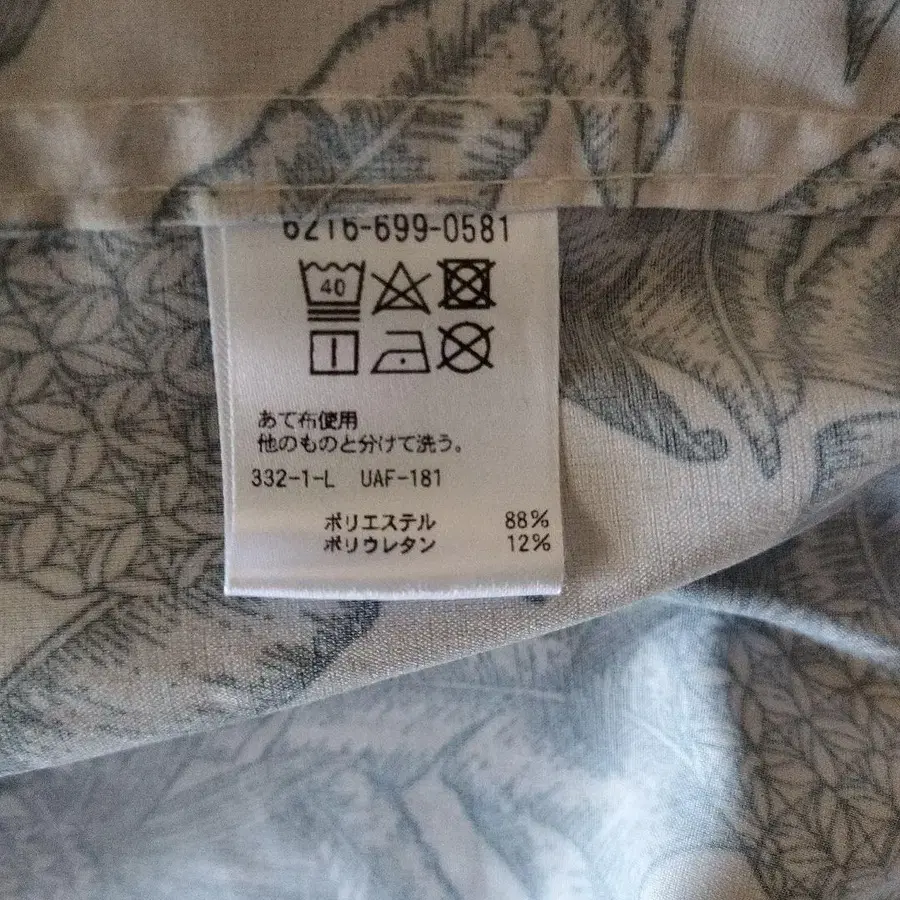 6216-699-0581
40
あて布使用
他のものと分けて洗う。
332-1-L UAF-181
ポリエステル 88%
ポリウレタン 12%